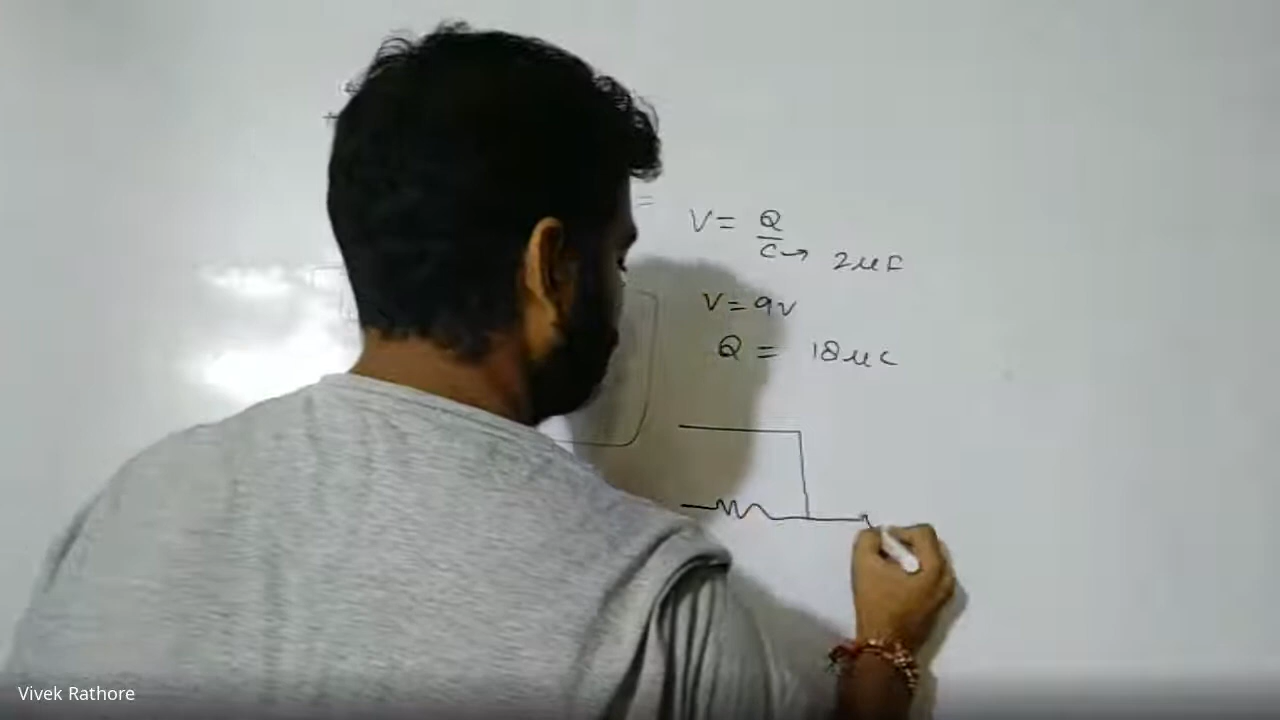 =
V = Q/C → 2μF
V = 9V
Q = 18μC
Vivek Rathore